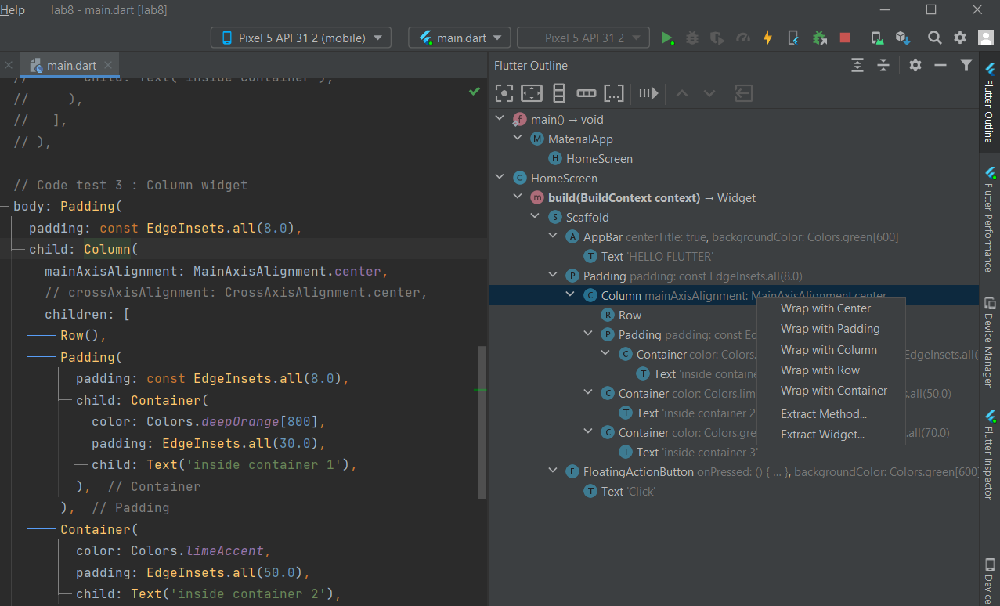 Help lab8 - main.dart [lab8]
Pixel 5 API 31 2 (mobile) main.dart Pixel 5 API 31 2
main.dart
// child: Text('inside container'),
// ),
// ],
// ),
// Code test 3 : Column widget
body: Padding(
padding: const EdgeInsets.all(8.0),
child: Column(
mainAxisAlignment: MainAxisAlignment.center,
// crossAxisAlignment: CrossAxisAlignment.center,
children: [
Row(),
Padding(
padding: const EdgeInsets.all(8.0),
child: Container(
color: Colors.deepOrange[800],
padding: EdgeInsets.all(30.0),
child: Text('inside container 1'),
), // Container
), // Padding
Container(
color: Colors.limeAccent,
padding: EdgeInsets.all(50.0),
child: Text('inside container 2'),
Flutter Outline
[...]
f main() → void
M MaterialApp
H HomeScreen
C HomeScreen
m build(BuildContext context) → Widget
S Scaffold
A AppBar centerTitle: true, backgroundColor: Colors.green[600]
T Text 'HELLO FLUTTER'
P Padding padding: const EdgeInsets.all(8.0)
C Column mainAxisAlignment: MainAxisAlignment.center
R Row
P Padding padding: const Ed
C Container color: Colors. EdgeInsets.all(
T Text 'inside containe
C Container color: Colors.lim .all(50.0)
T Text 'inside container 2
C Container color: Colors.gre .all(70.0)
T Text 'inside container 3'
F FloatingActionButton onPressed: () { ... }, backgroundColor: Colors.green[600]
T Text 'Click'
Wrap with Center
Wrap with Padding
Wrap with Column
Wrap with Row
Wrap with Container
Extract Method...
Extract Widget...
Flutter Outline
Flutter Performance
Device Manager
Flutter Inspector
Device